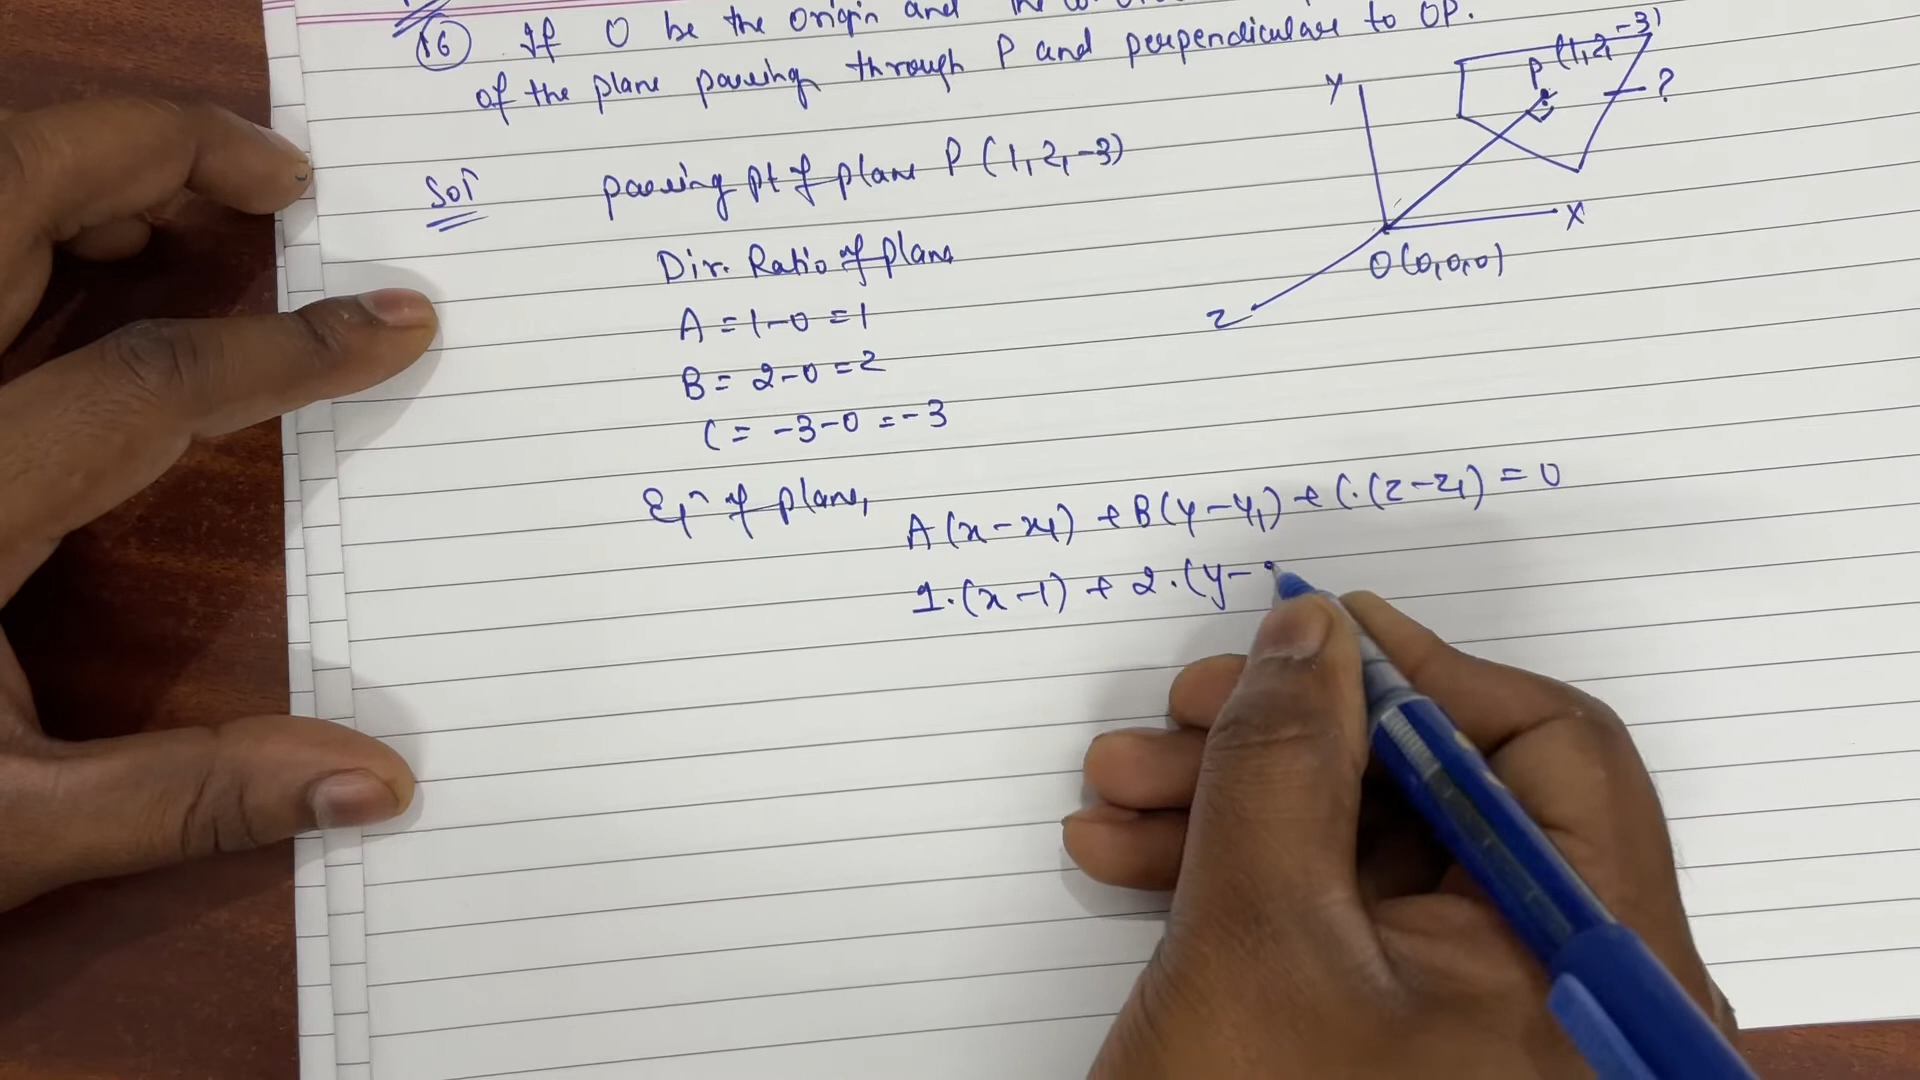 16 If O be the origin and the
of the plane passing through P and perpendicular to OP.
Y P (1,2,-3)
?
Sol passing pt of plane P (1, 2, -3)
X
Dir. Ratio of plane
O(0,0,0)
A = 1-0 = 1
Z
B = 2-0 = 2
C = -3-0 = -3
Eqn of plane,
A(x-x1) + B(y-y1) + C.(z-z1) = 0
1.(x-1) + 2.(y-